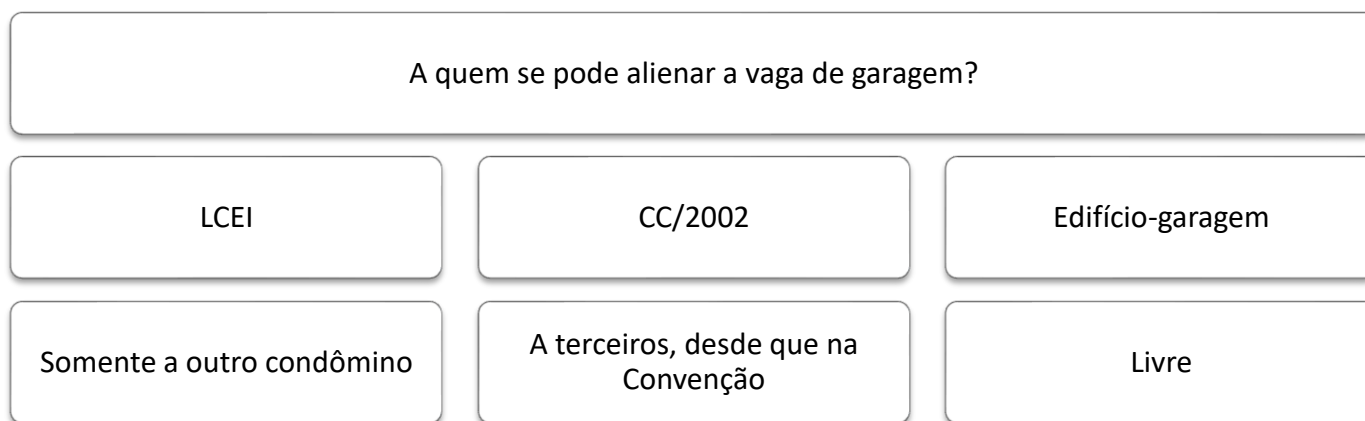 A quem se pode alienar a vaga de garagem?
LCEI
CC/2002
Edifício-garagem
Somente a outro condômino
A terceiros, desde que na
Convenção
Livre